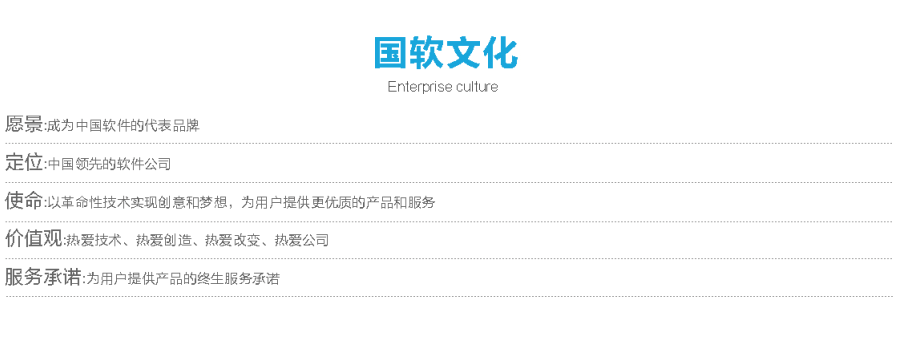 国软文化
Enterprise culture
愿景:成为中国软件的代表品牌
定位:中国领先的软件公司
使命:以革命性技术实现创意和梦想，为用户提供更优质的产品和服务
价值观:热爱技术、热爱创造、热爱改变、热爱公司
服务承诺:为用户提供产品的终生服务承诺